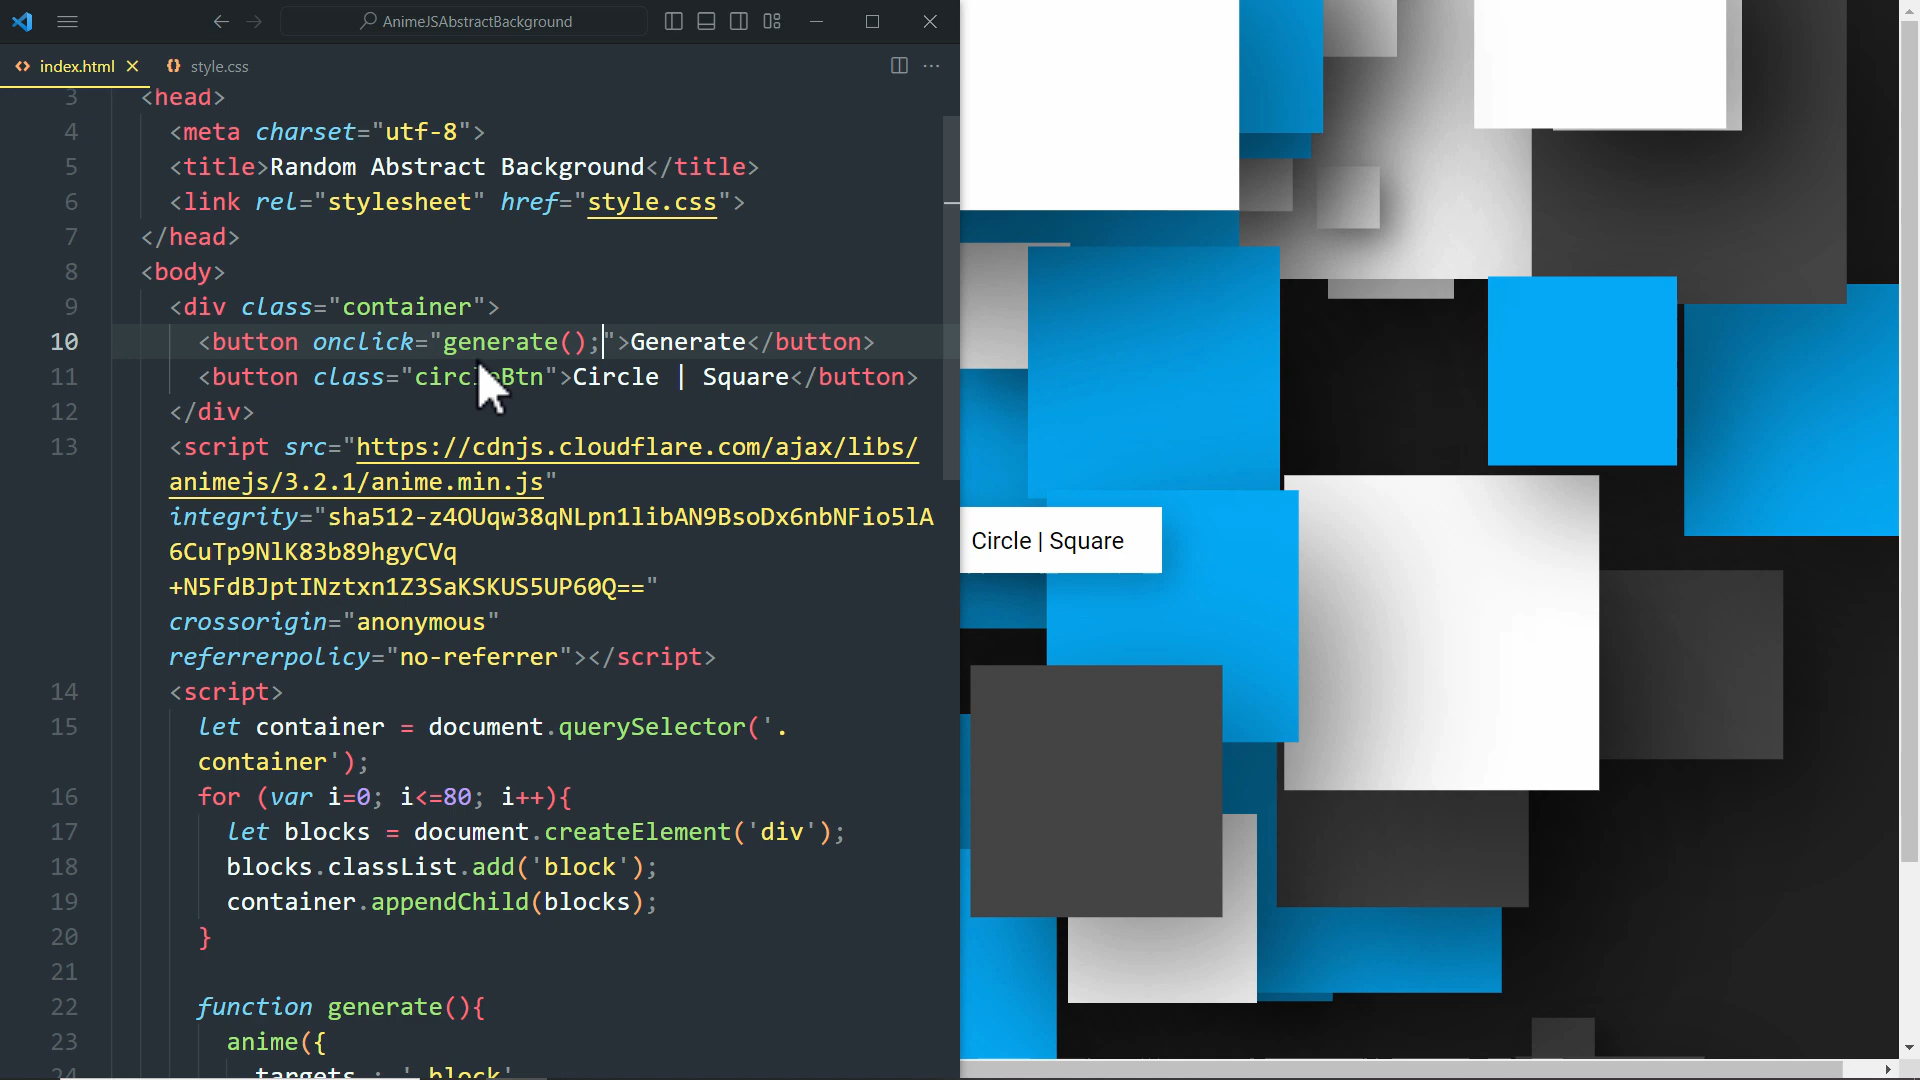 AnimeJSAbstractBackground
index.html
style.css
3 <head>
4 <meta charset="utf-8">
5 <title>Random Abstract Background</title>
6 <link rel="stylesheet" href="style.css">
7 </head>
8 <body>
9 <div class="container">
10 <button onclick="generate();">Generate</button>
11 <button class="circleBtn">Circle | Square</button>
12 </div>
13 <script src="https://cdnjs.cloudflare.com/ajax/libs/
animejs/3.2.1/anime.min.js"
integrity="sha512-z4OUqw38qNLpn1libAN9BsoDx6nbNFio5lA
6CuTp9NlK83b89hgyCVq
+N5FdBJptINztxn1Z3SaKSKUS5UP60Q=="
crossorigin="anonymous"
referrerpolicy="no-referrer"></script>
14 <script>
15 let container = document.querySelector('.
container');
16 for (var i=0; i<=80; i++){
17 let blocks = document.createElement('div');
18 blocks.classList.add('block');
19 container.appendChild(blocks);
20 }
21
22 function generate(){
23 anime({
24 targets : '.block'
Circle | Square